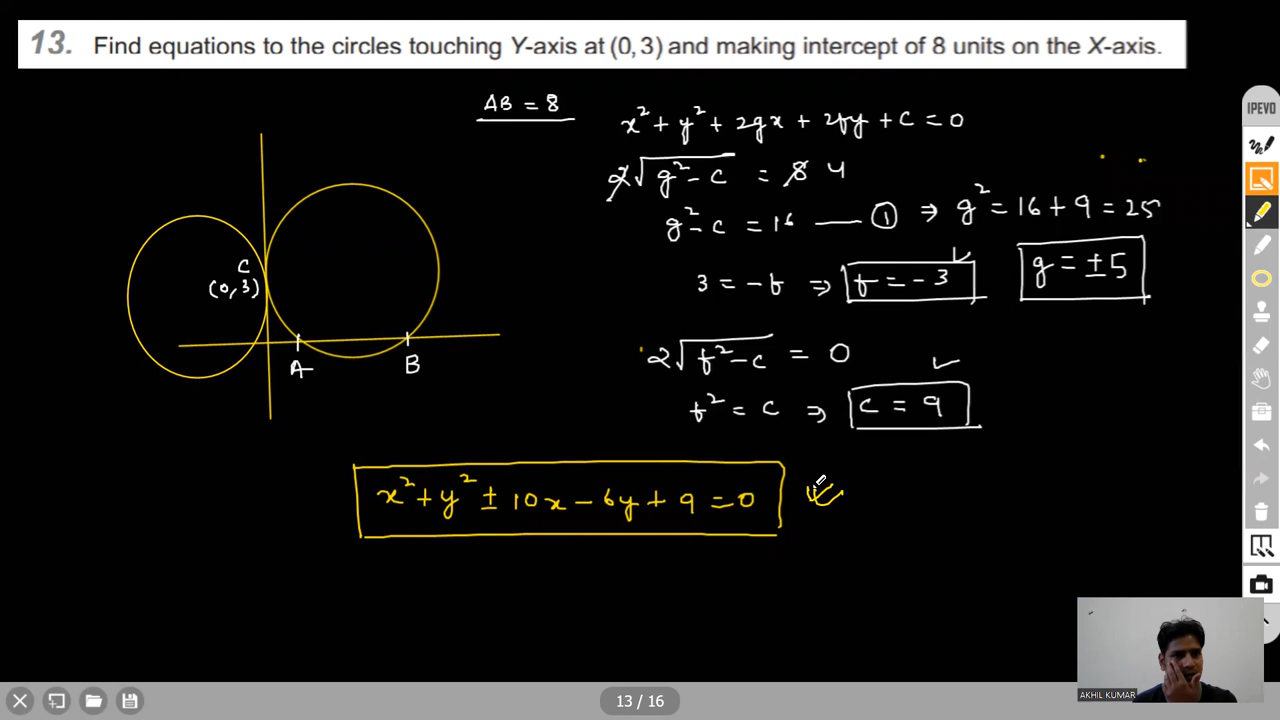 13. Find equations to the circles touching Y-axis at (0, 3) and making intercept of 8 units on the X-axis.
AB = 8
x² + y² + 2gx + 2fy + c = 0
2√(g² - c) = 8 4
g² - c = 16 —— ① ⇒ g² = 16 + 9 = 25
3 = -f ⇒ f = -3
g = ±5
C
(0, 3)
A
B
2√(f² - c) = 0
f² = c ⇒ c = 9
x² + y² ± 10x - 6y + 9 = 0
IPEVO
AKHIL KUMAR
13 / 16